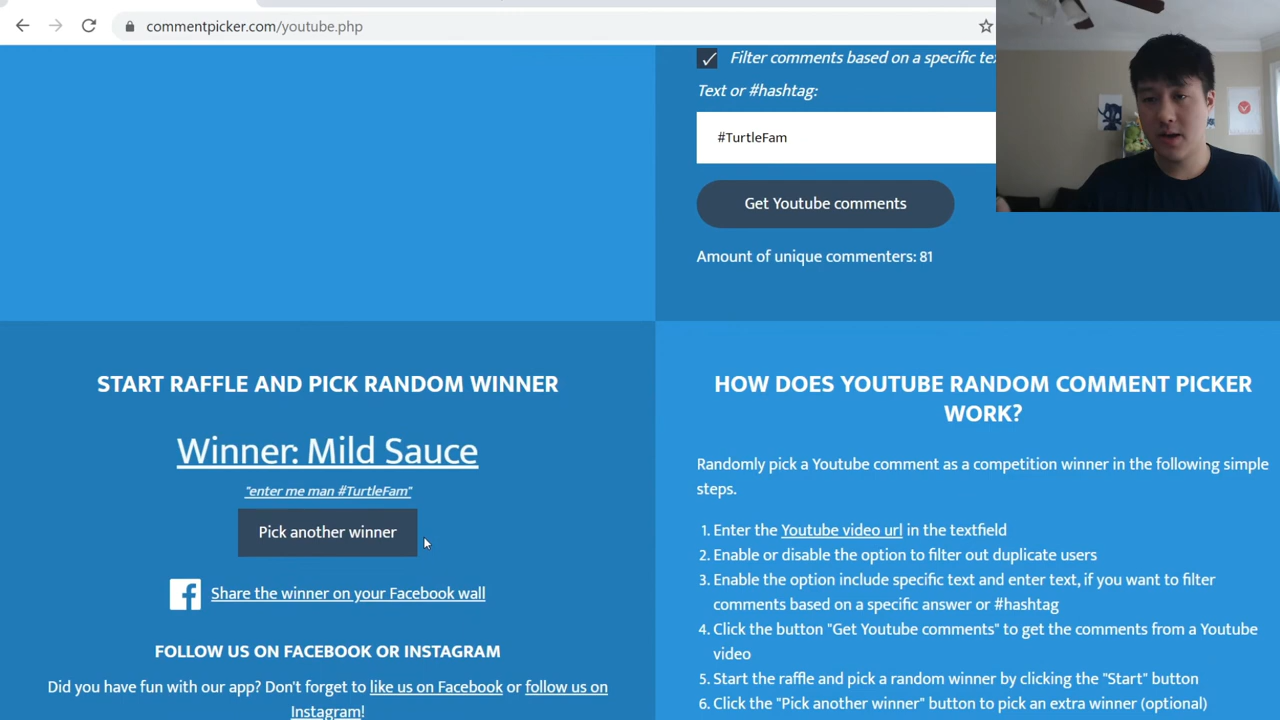 commentpicker.com/youtube.php
Filter comments based on a specific
Text or #hashtag:
#TurtleFam
Get Youtube comments
Amount of unique commenters: 81
START RAFFLE AND PICK RANDOM WINNER
Winner: Mild Sauce
"enter me man #TurtleFam"
Pick another winner
Share the winner on your Facebook wall
FOLLOW US ON FACEBOOK OR INSTAGRAM
Did you have fun with our app? Don't forget to like us on Facebook or follow us on
Instagram!
HOW DOES YOUTUBE RANDOM COMMENT PICKER
WORK?
Randomly pick a Youtube comment as a competition winner in the following simple
steps.
1. Enter the Youtube video url in the textfield
2. Enable or disable the option to filter out duplicate users
3. Enable the option include specific text and enter text, if you want to filter
comments based on a specific answer or #hashtag
4. Click the button "Get Youtube comments" to get the comments from a Youtube
video
5. Start the raffle and pick a random winner by clicking the "Start" button
6. Click the "Pick another winner" button to pick an extra winner (optional)